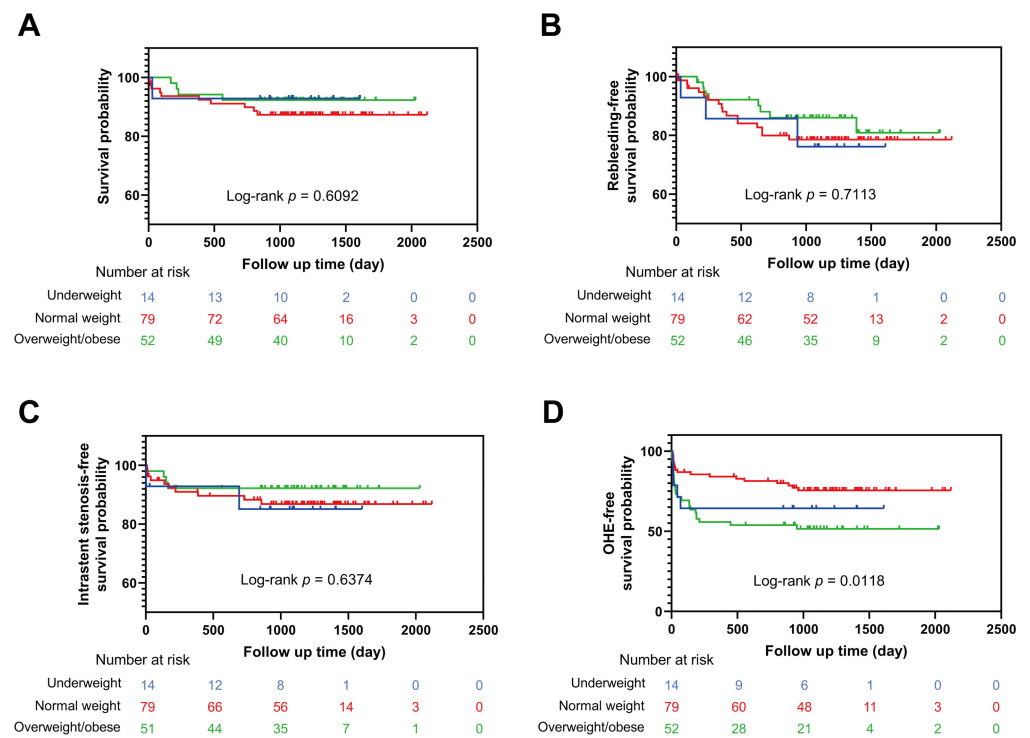 A
Survival probability
100
80
60
Log-rank p = 0.6092
0 500 1000 1500 2000 2500
Follow up time (day)
Number at risk
Underweight 14 13 10 2 0 0
Normal weight 79 72 64 16 3 0
Overweight/obese 52 49 40 10 2 0
B
Rebleeding-free
survival probability
100
80
60
Log-rank p = 0.7113
0 500 1000 1500 2000 2500
Follow up time (day)
Number at risk
Underweight 14 12 8 1 0 0
Normal weight 79 62 52 13 2 0
Overweight/obese 52 46 35 9 2 0
C
Intrastent stenosis-free
survival probability
100
80
60
Log-rank p = 0.6374
0 500 1000 1500 2000 2500
Follow up time (day)
Number at risk
Underweight 14 12 8 1 0 0
Normal weight 79 66 56 14 3 0
Overweight/obese 51 44 35 7 1 0
D
OHE-free
survival probability
100
50
0
Log-rank p = 0.0118
0 500 1000 1500 2000 2500
Follow up time (day)
Number at risk
Underweight 14 9 6 1 0 0
Normal weight 79 60 48 11 3 0
Overweight/obese 52 28 21 4 2 0